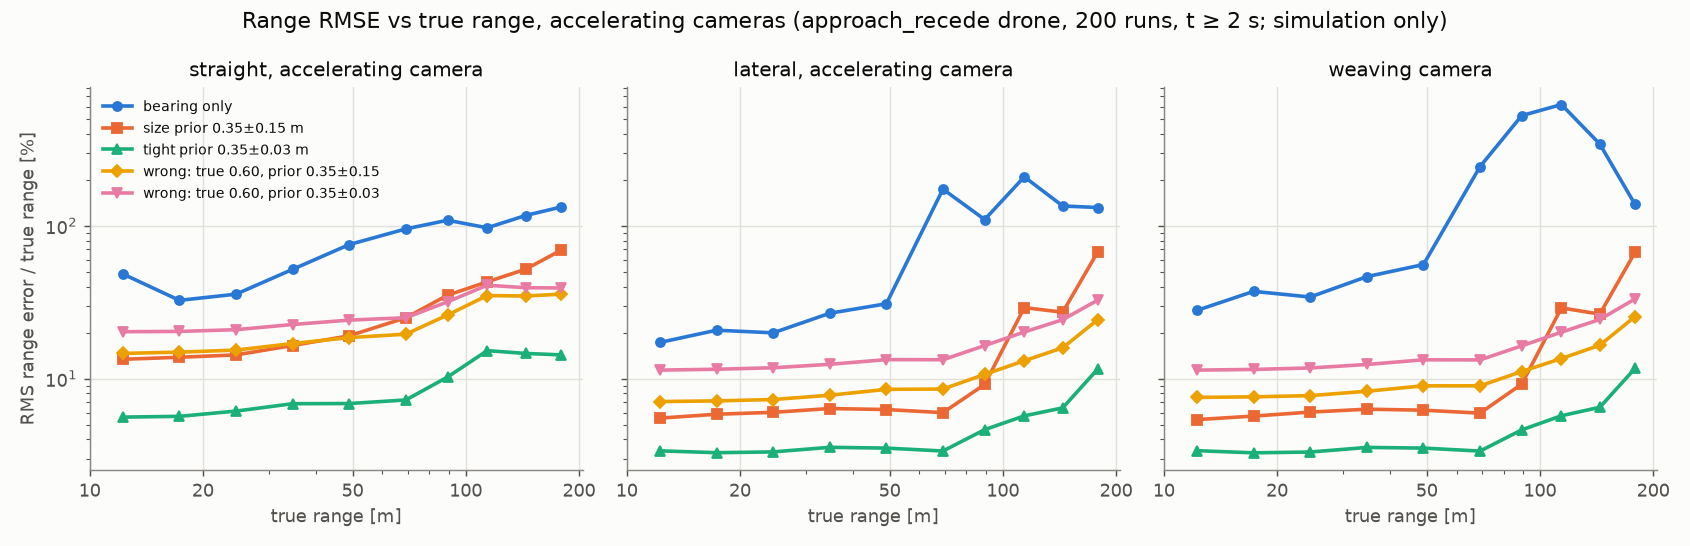 Range RMSE vs true range, accelerating cameras (approach_recede drone, 200 runs, t ≥ 2 s; simulation only)
straight, accelerating camera
lateral, accelerating camera
weaving camera
bearing only
size prior 0.35±0.15 m
tight prior 0.35±0.03 m
wrong: true 0.60, prior 0.35±0.15
wrong: true 0.60, prior 0.35±0.03
RMS range error / true range [%]
10²
10¹
10 20 50 100 200
10 20 50 100 200
10 20 50 100 200
true range [m]
true range [m]
true range [m]